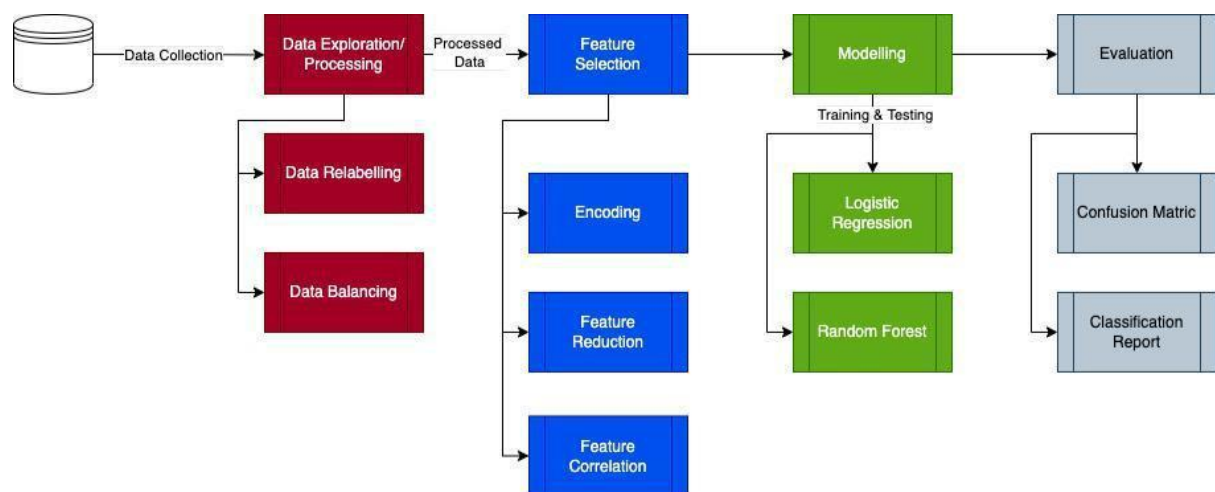 Data Collection
Data Exploration/
Processing
Processed
Data
Feature
Selection
Modelling
Evaluation
Training & Testing
Data Relabelling
Data Balancing
Encoding
Feature
Reduction
Feature
Correlation
Logistic
Regression
Random Forest
Confusion Matric
Classification
Report